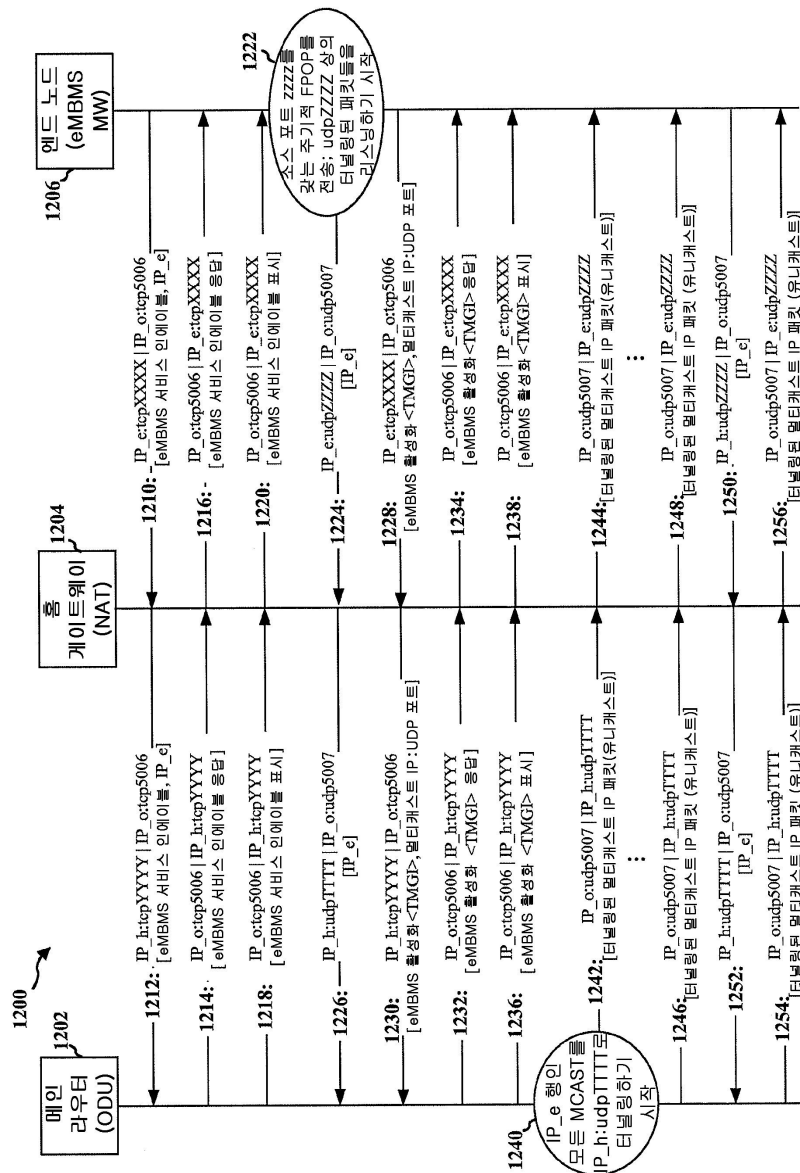 1200
메인
라우터
(ODU)
1202
홈
게이트웨이
(NAT)
1204
엔드 노드
(eMBMS
MW)
1206
1210:
IP_e:tcpXXXX | IP_o:tcp5006
[eMBMS 서비스 인에이블, IP_e]
1212:
IP_h:tcpYYYY | IP_o:tcp5006
[eMBMS 서비스 인에이블, IP_e]
1214:
IP_o:tcp5006 | IP_h:tcpYYYY
[eMBMS 서비스 인에이블 응답]
1216:
IP_o:tcp5006 | IP_e:tcpXXXX
[eMBMS 서비스 인에이블 응답]
1218:
IP_o:tcp5006 | IP_h:tcpYYYY
[eMBMS 서비스 인에이블 표시]
1220:
IP_o:tcp5006 | IP_e:tcpXXXX
[eMBMS 서비스 인에이블 표시]
1222
소스 포트 zzzz를
갖는 주기적 FPOP를
전송; udpZZZZ 상의
터널링된 패킷들을
리스닝하기 시작
1224:
IP_e:udpZZZZ | IP_o:udp5007
[IP_e]
1226:
IP_h:udpTTTT | IP_o:udp5007
[IP_e]
1228:
IP_e:tcpXXXX | IP_o:tcp5006
[eMBMS 활성화<TMGI>,멀티캐스트 IP:UDP 포트]
1230:
IP_h:tcpYYYY | IP_o:tcp5006
[eMBMS 활성화<TMGI>,멀티캐스트 IP:UDP 포트]
1232:
IP_o:tcp5006 | IP_h:tcpYYYY
[eMBMS 활성화 <TMGI> 응답]
1234:
IP_o:tcp5006 | IP_e:tcpXXXX
[eMBMS 활성화<TMGI> 응답]
1236:
IP_o:tcp5006 | IP_h:tcpYYYY
[eMBMS 활성화 <TMGI> 표시]
1238:
IP_o:tcp5006 | IP_e:tcpXXXX
[eMBMS 활성화 <TMGI> 표시]
1240
IP_e 행인
모든 MCAST를
IP_h:udpTTTT로
터널링하기
시작
1242:
IP_o:udp5007 | IP_h:udpTTTT
[터널링된 멀티캐스트 IP 패킷(유니캐스트)]
1244:
IP_o:udp5007 | IP_e:udpZZZZ
[터널링된 멀티캐스트 IP 패킷(유니캐스트)]
1246:
IP_o:udp5007 | IP_h:udpTTTT
[터널링된 멀티캐스트 IP 패킷 (유니캐스트)]
1248:
IP_o:udp5007 | IP_e:udpZZZZ
[터널링된 멀티캐스트 IP 패킷 (유니캐스트)]
1250:
IP_h:udpZZZZ | IP_o:udp5007
[IP_e]
1252:
IP_h:udpTTTT | IP_o:udp5007
[IP_e]
1254:
IP_o:udp5007 | IP_h:udpTTTT
[터널링된 멀티캐스트 IP 패킷 (유니캐스트)]
1256:
IP_o:udp5007 | IP_e:udpZZZZ
[터널링된 멀티캐스트 IP 패킷 (유니캐스트)]